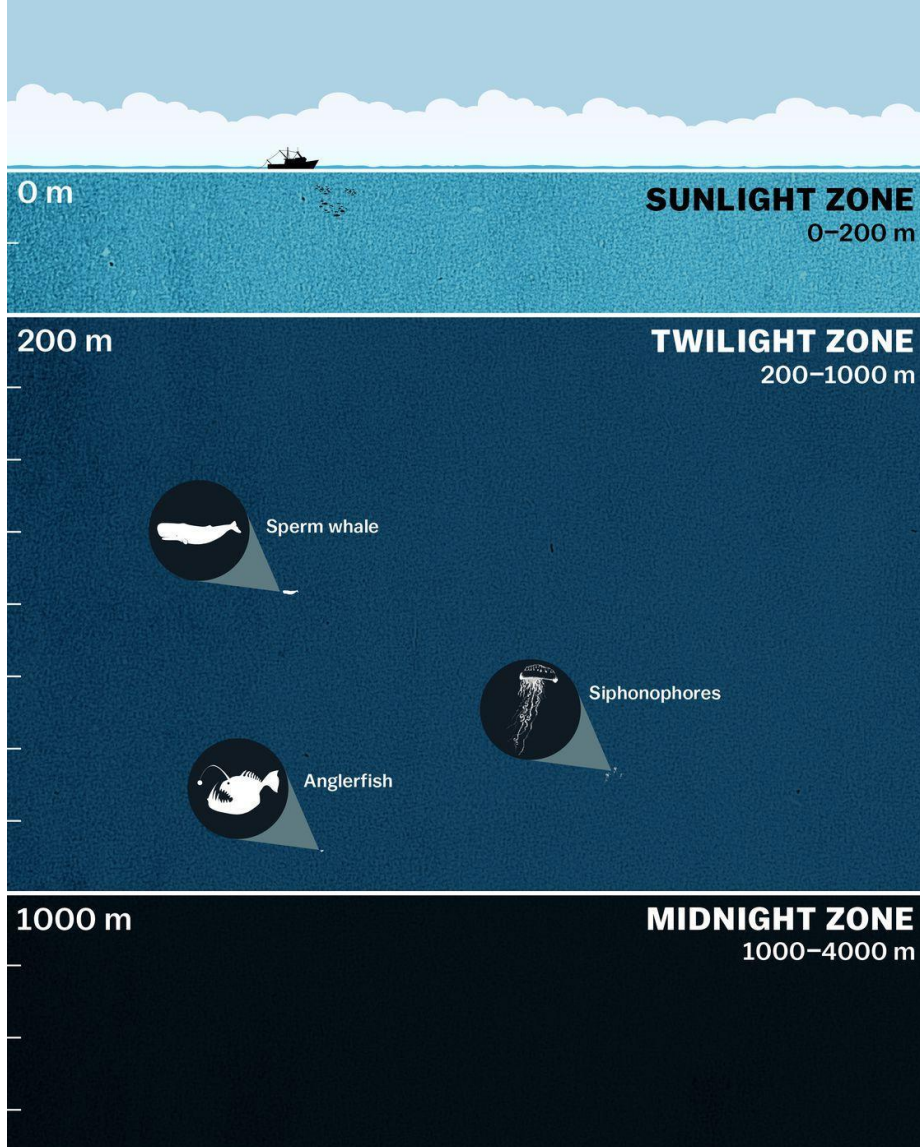 0 m
SUNLIGHT ZONE
0–200 m
200 m
TWILIGHT ZONE
200–1000 m
Sperm whale
Siphonophores
Anglerfish
1000 m
MIDNIGHT ZONE
1000–4000 m